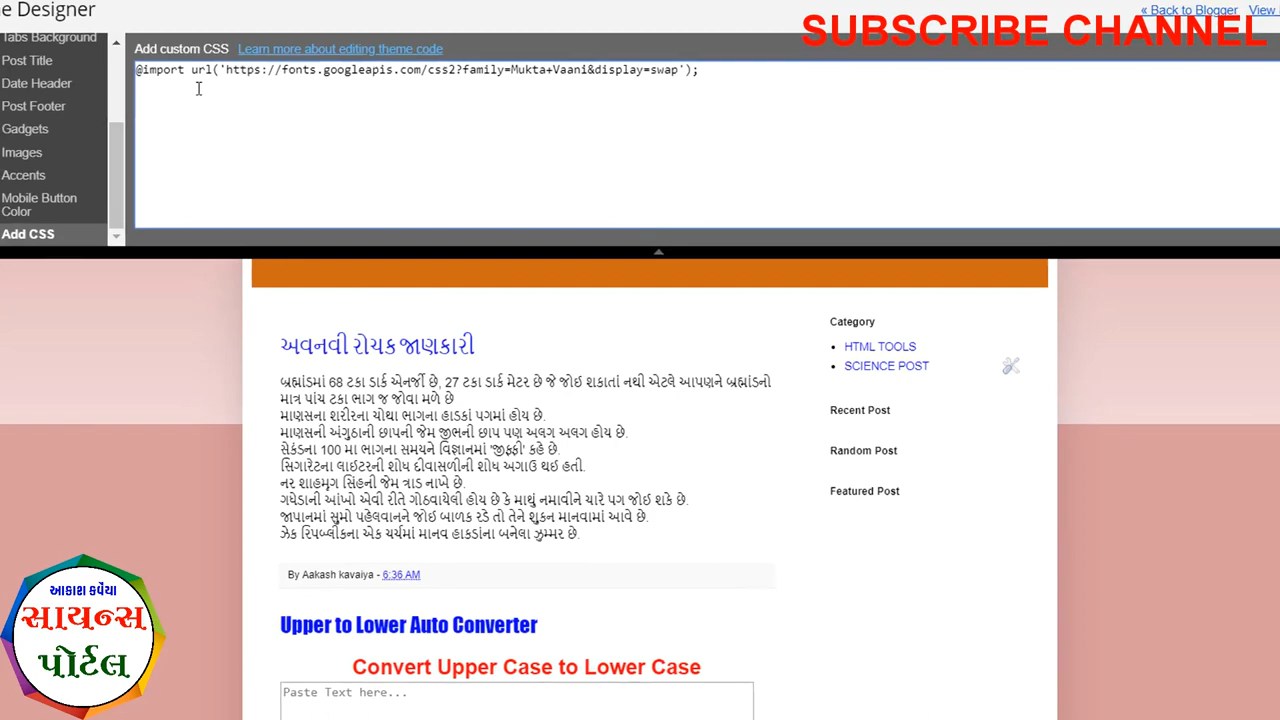 ne Designer
« Back to Blogger
View
SUBSCRIBE CHANNEL
Tabs Background
Post Title
Date Header
Post Footer
Gadgets
Images
Accents
Mobile Button
Color
Add CSS
Add custom CSS Learn more about editing theme code
@import url('https://fonts.googleapis.com/css2?family=Mukta+Vaani&display=swap');
અવનવી રોચક જાણકારી
બ્રહ્માંડમાં 68 ટકા ડાર્ક એનર્જી છે, 27 ટકા ડાર્ક મેટર છે જે જોઈ શકાતાં નથી એટલે આપણને બ્રહ્માંડનો
માત્ર પાંચ ટકા ભાગ જ જોવા મળે છે
માણસના શરીરના ચોથા ભાગના હાડકાં પગમાં હોય છે.
માણસની અંગુઠાની છાપની જેમ જીભની છાપ પણ અલગ અલગ હોય છે.
સેકંડના 100 મા ભાગના સમયને વિજ્ઞાનમાં 'જીફ્ફી' કહે છે.
સિગારેટના લાઇટરની શોધ દીવાસળીની શોધ અગાઉ થઈ હતી.
નર શાહમૃગ સિંહની જેમ ત્રાડ નાખે છે.
ગધેડાની આંખો એવી રીતે ગોઠવાયેલી હોય છે કે માથું નમાવીને ચારે પગ જોઈ શકે છે.
જાપાનમાં સુમો પહેલવાનને જોઈ બાળક રડે તો તેને શુકન માનવામાં આવે છે.
ઝેક રિપબ્લીકના એક ચર્ચમાં માનવ હાકડાંના બનેલા ઝુમ્મર છે.
By Aakash kavaiya - 6:36 AM
Upper to Lower Auto Converter
Convert Upper Case to Lower Case
Paste Text here...
Category
HTML TOOLS
SCIENCE POST
Recent Post
Random Post
Featured Post
આકાશ કવૈયા
સાયન્સ
પોર્ટલ